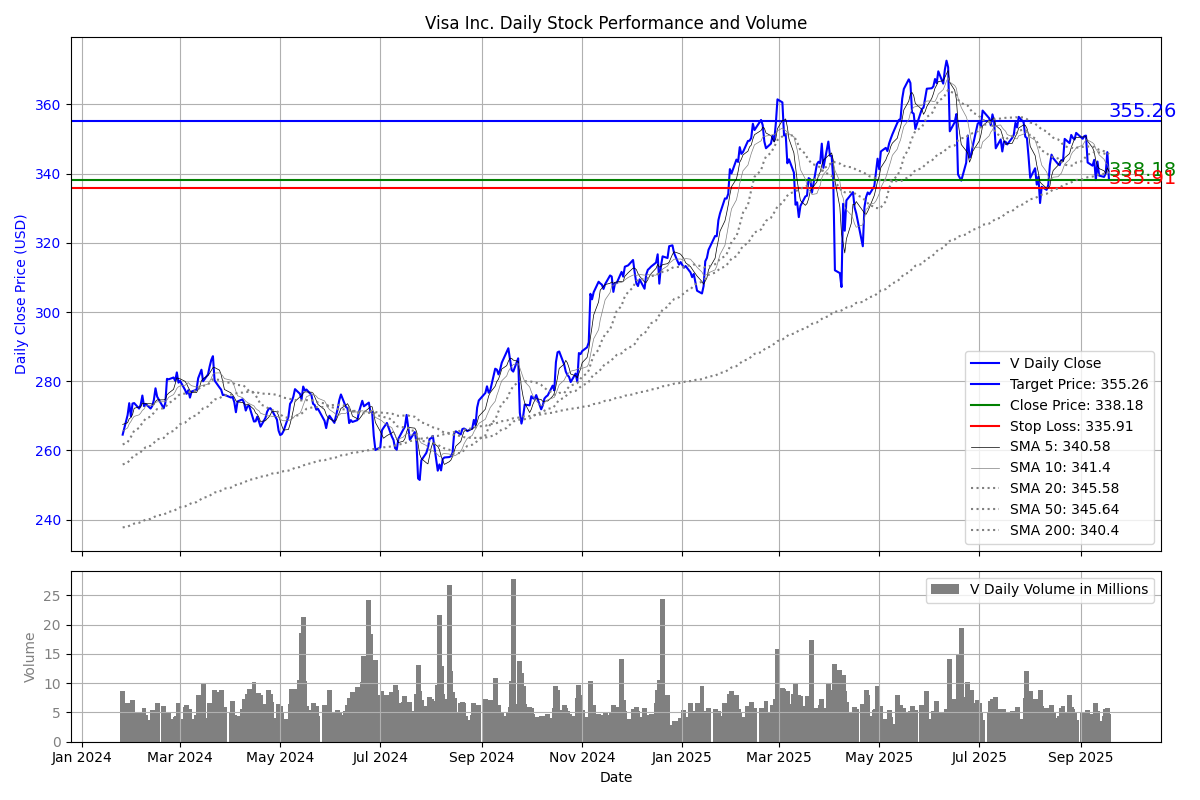 Visa Inc. Daily Stock Performance and Volume
Daily Close Price (USD)
360
340
320
300
280
260
240
355.26
338.18
335.91
V Daily Close
Target Price: 355.26
Close Price: 338.18
Stop Loss: 335.91
SMA 5: 340.58
SMA 10: 341.4
SMA 20: 345.58
SMA 50: 345.64
SMA 200: 340.4
Volume
25
20
15
10
5
0
V Daily Volume in Millions
Jan 2024 Mar 2024 May 2024 Jul 2024 Sep 2024 Nov 2024 Jan 2025 Mar 2025 May 2025 Jul 2025 Sep 2025
Date